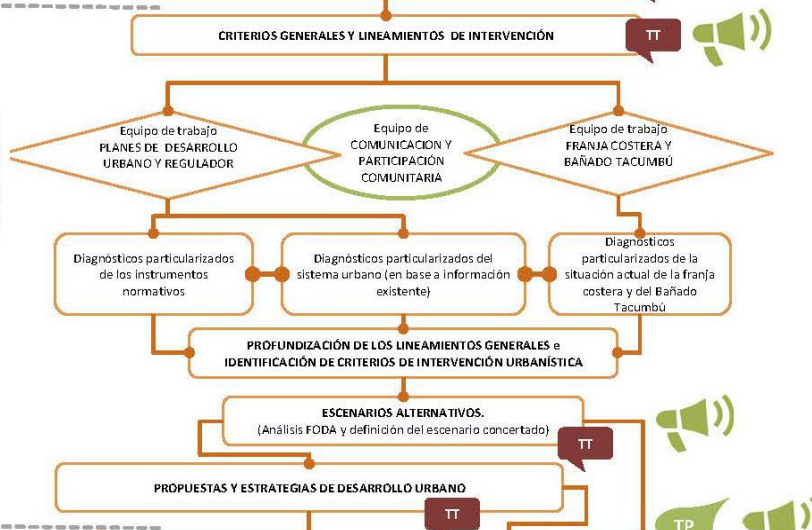 CRITERIOS GENERALES Y LINEAMIENTOS DE INTERVENCIÓN
TT
Equipo de trabajo
PLANES DE DESARROLLO
URBANO Y REGULADOR
Equipo de
COMUNICACION Y
PARTICIPACIÓN
COMUNITARIA
Equipo de trabajo
FRANJA COSTERA Y
BAÑADO TACUMBÚ
Diagnósticos particularizados
de los instrumentos
normativos
Diagnósticos particularizados del
sistema urbano (en base a información
existente)
Diagnósticos
particularizados de la
situación actual de la franja
costera y del Bañado
Tacumbú
PROFUNDIZACIÓN DE LOS LINEAMIENTOS GENERALES e
IDENTIFICACIÓN DE CRITERIOS DE INTERVENCIÓN URBANÍSTICA
ESCENARIOS ALTERNATIVOS.
(Análisis FODA y definición del escenario concertado)
TT
PROPUESTAS Y ESTRATEGIAS DE DESARROLLO URBANO
TT
TP